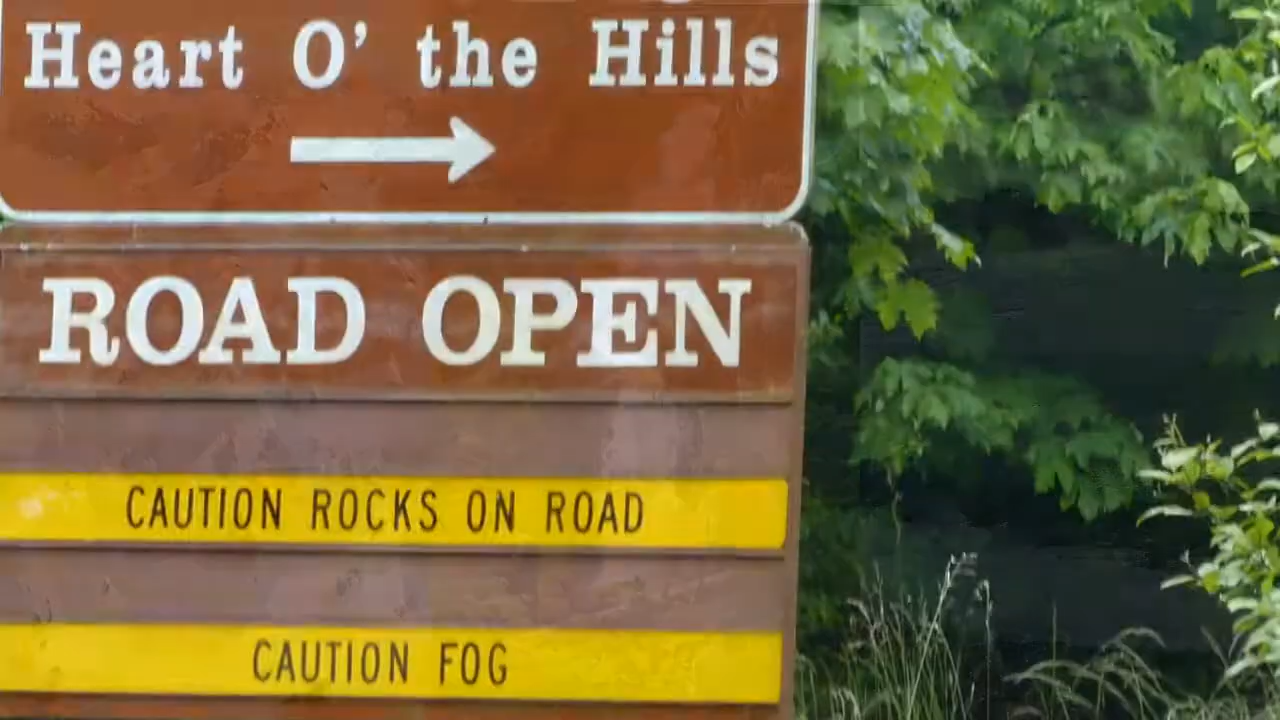 Heart O' the Hills
ROAD OPEN
CAUTION ROCKS ON ROAD
CAUTION FOG